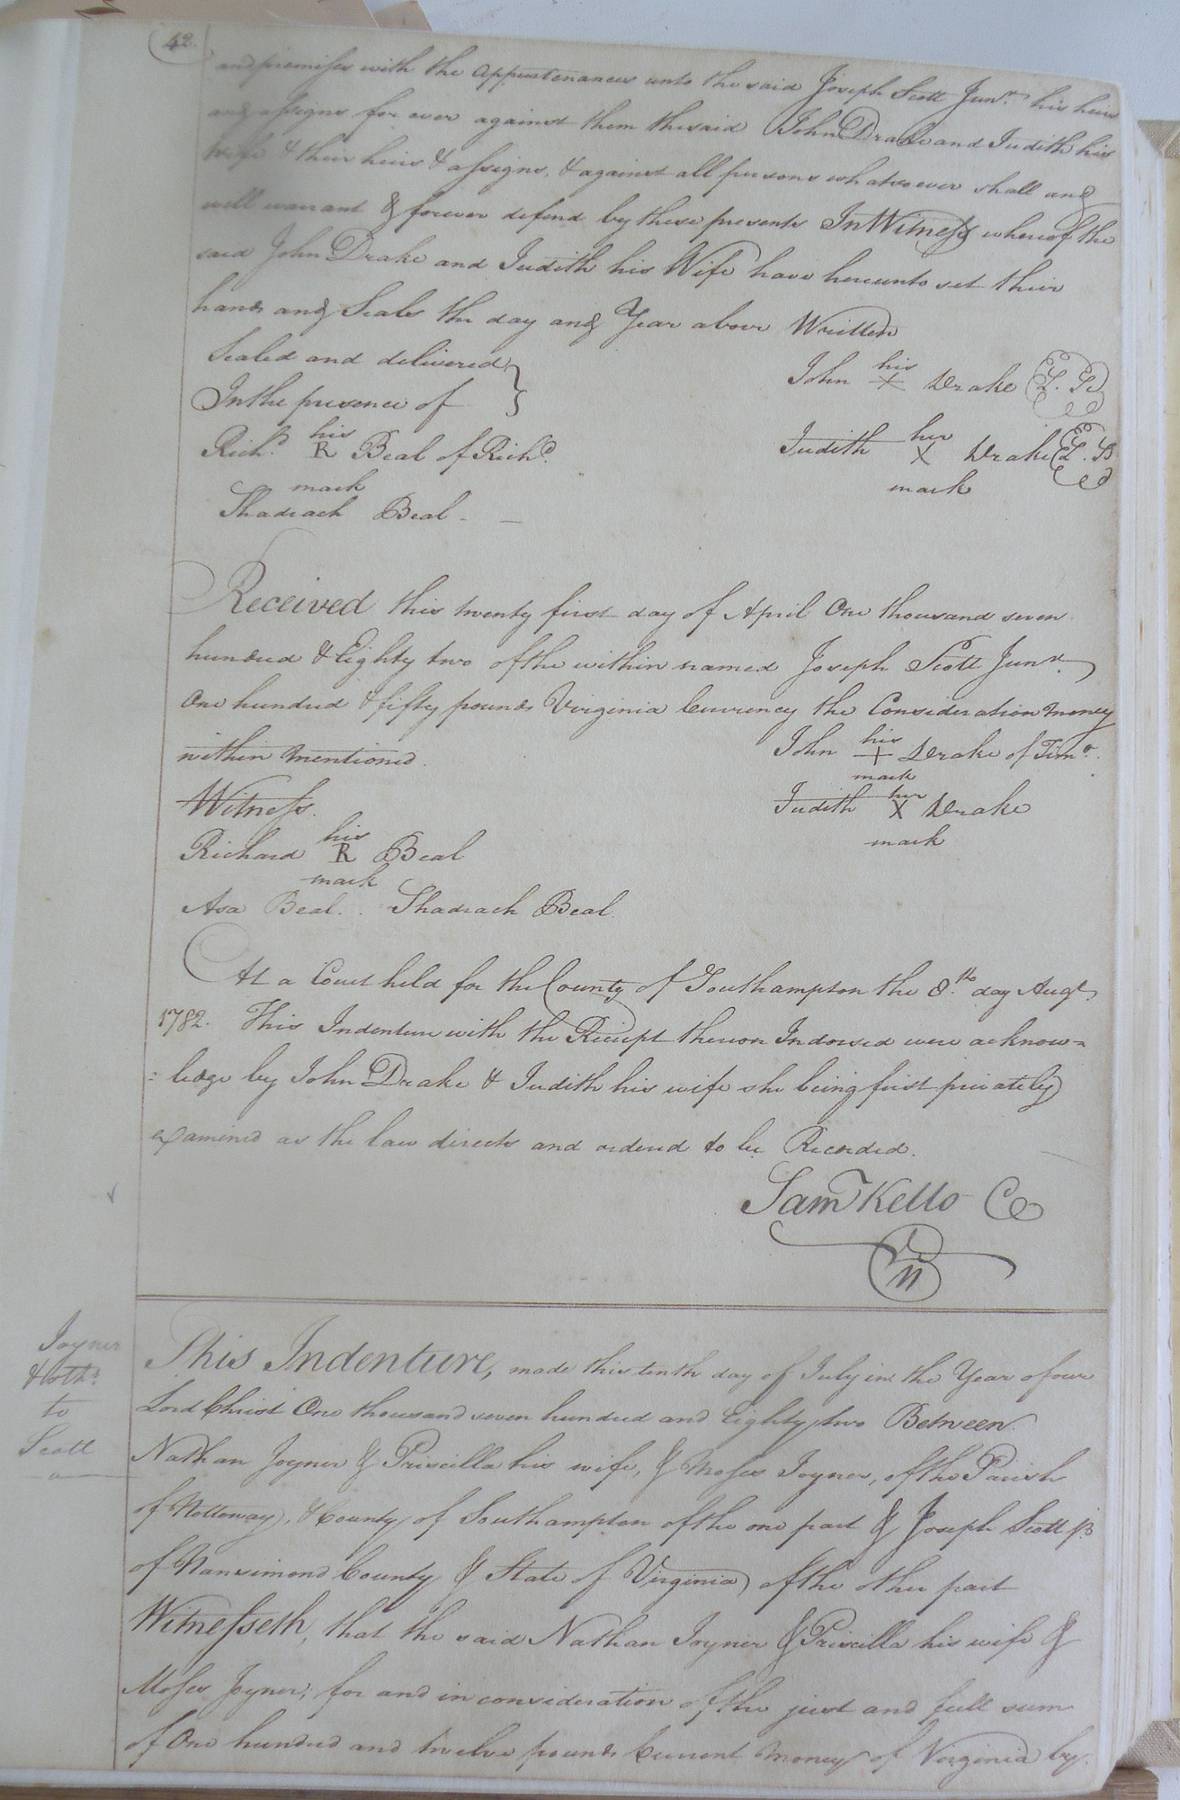 42
and premises with the Appurtenances unto the said Joseph Scott Junr. his heirs
and assigns for ever against them the said John Drake and Judith his
wife & their heirs & assigns, & against all persons whatsoever shall and
will warrant & forever defend by these presents In Witness whereof the
said John Drake and Judith his Wife have hereunto set their
hands and Seales the day and Year above Written
Sealed and delivered
In the presence of
John his + Drake L.S.
Richd. his R Beal of Richd.
mark
Judith her X Drake L.S.
mark
Shadrach Beal -
Received this twenty first day of April One thousand seven
hundred & Eighty two of the within named Joseph Scott Junr.
One hundred & fifty pounds Virginia Currency the Consideration money
within mentioned.
John his + Drake of Timo.
mark
Witness.
Judith her X Drake
mark
Richard his R Beal
mark
Asa Beal. Shadrach Beal.
At a Court held for the County of Southampton the 8th. day Augt.
1782. This Indenture with the Receipt thereon Indorsed were acknow=
=ledge by John Drake & Judith his wife she being first privately
examined as the law directs and ordered to be Recorded.
Saml Kello CC
Joyner
& oths.
to
Scott
This Indenture, made this tenth day of July in the Year of our
Lord Christ One thousand seven hundred and Eighty two Between
Nathan Joyner & Priscilla his wife, & Moses Joyner, of the Parish
of Nottoway, & County of Southampton of the one part & Joseph Scott jr
of Nansimond County & State of Virginia of the other part
Witnesseth, that the said Nathan Joyner & Priscilla his wife &
Moses Joyner, for and in consideration of the just and full sum
of One hundred and twelve pounds Current Money of Virginia by